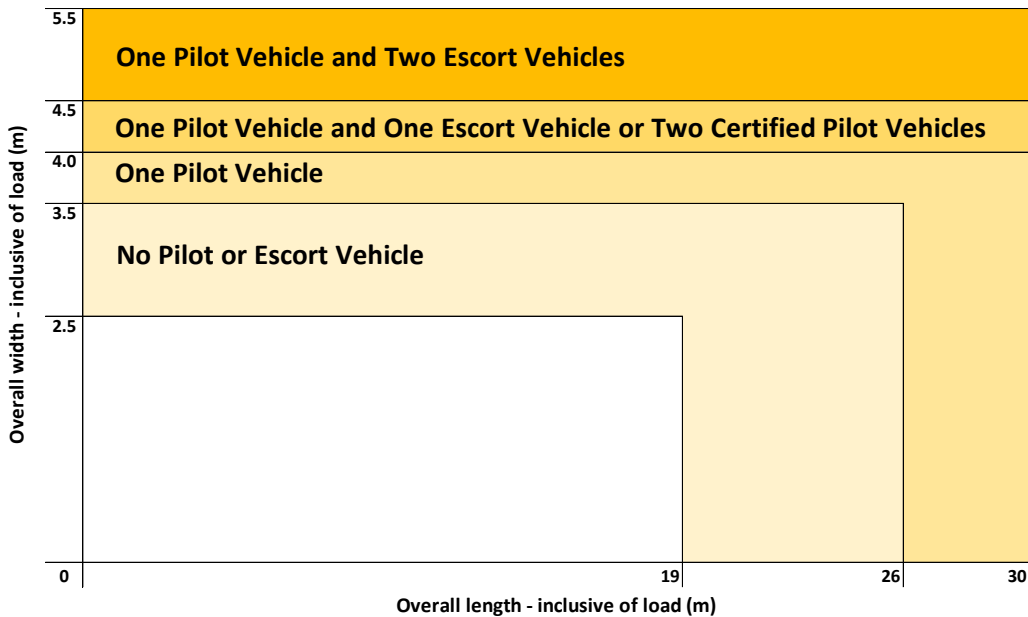 5.5
One Pilot Vehicle and Two Escort Vehicles
4.5
One Pilot Vehicle and One Escort Vehicle or Two Certified Pilot Vehicles
4.0
One Pilot Vehicle
3.5
No Pilot or Escort Vehicle
2.5
Overall width - inclusive of load (m)
0
19
26
30
Overall length - inclusive of load (m)